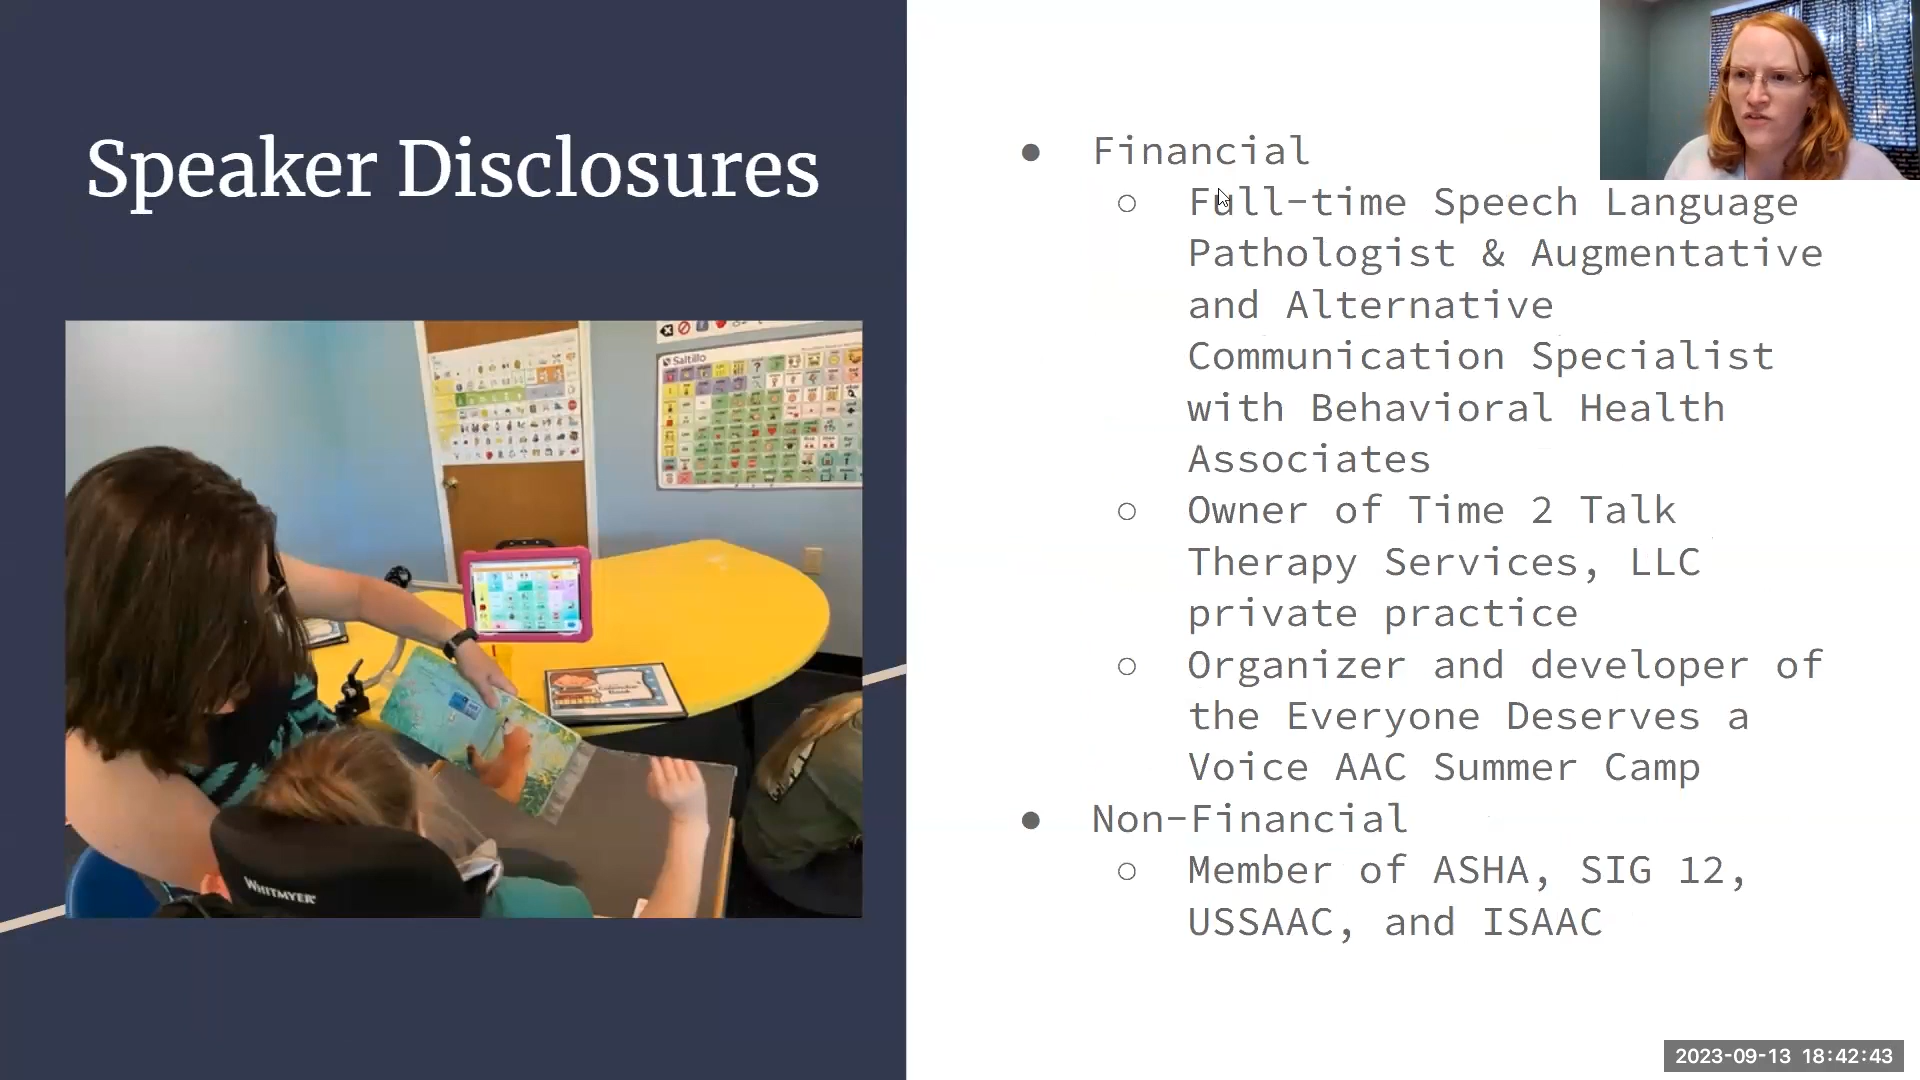 Speaker Disclosures
Saltillo
Calendar
Book
WHITMYER
● Financial
○ Full-time Speech Language
Pathologist & Augmentative
and Alternative
Communication Specialist
with Behavioral Health
Associates
○ Owner of Time 2 Talk
Therapy Services, LLC
private practice
○ Organizer and developer of
the Everyone Deserves a
Voice AAC Summer Camp
● Non-Financial
○ Member of ASHA, SIG 12,
USSAAC, and ISAAC
2023-09-13 18:42:43